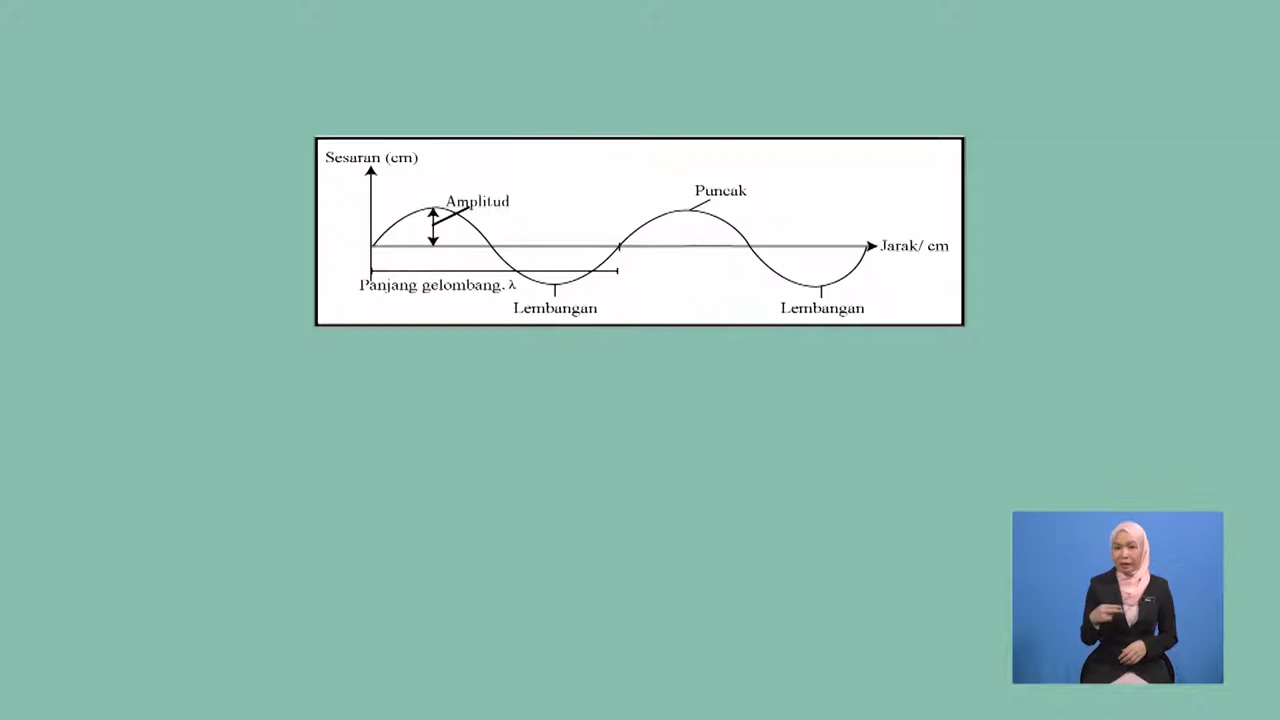 Sesaran (cm)
Puncak
Amplitud
Jarak/ cm
Panjang gelombang, λ
Lembangan
Lembangan